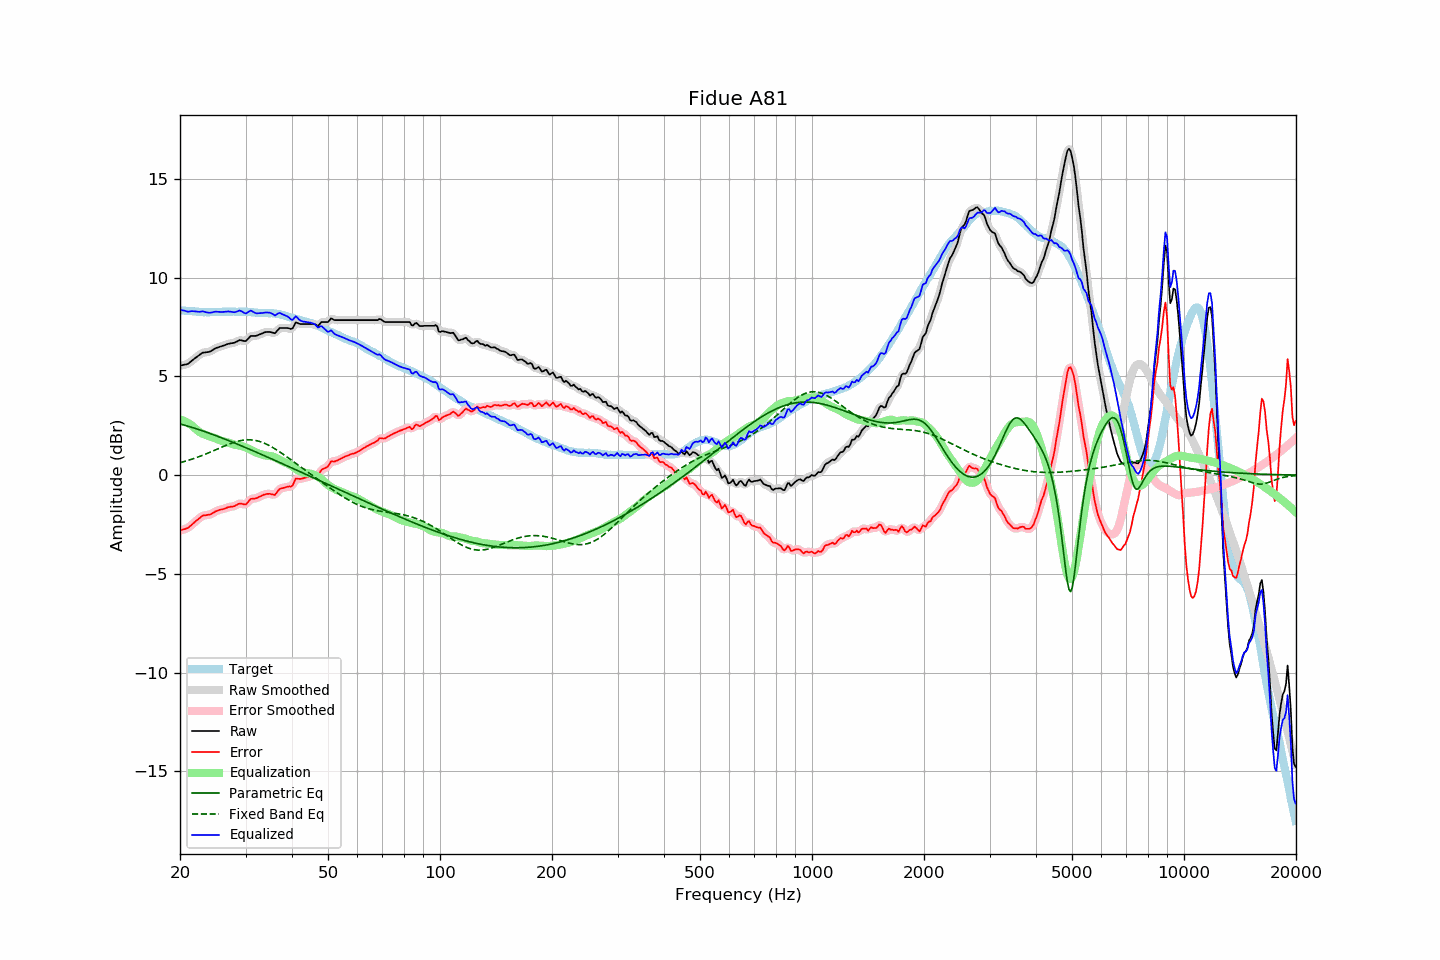 Fidue A81
Amplitude (dBr)
15
10
5
0
−5
−10
−15
Target
Raw Smoothed
Error Smoothed
Raw
Error
Equalization
Parametric Eq
Fixed Band Eq
Equalized
20 50 100 200 500 1000 2000 5000 10000 20000
Frequency (Hz)